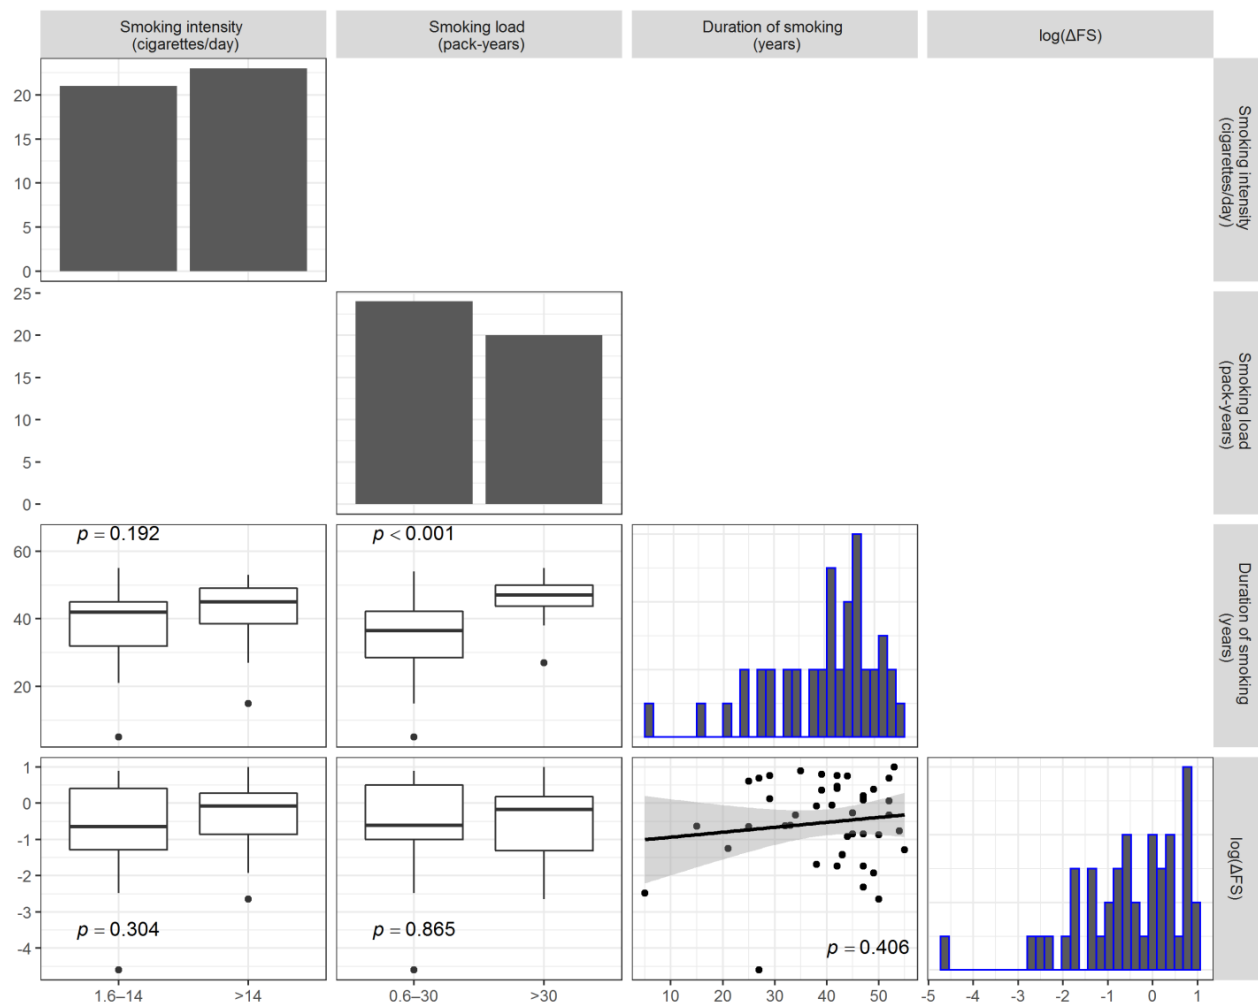 Smoking intensity
(cigarettes/day)
Smoking load
(pack-years)
Duration of smoking
(years)
log(ΔFS)
20
15
10
5
0
Smoking intensity
(cigarettes/day)
25
20
15
10
5
0
Smoking load
(pack-years)
p = 0.192
p < 0.001
60
40
20
Duration of smoking
(years)
1
0
-1
-2
-3
-4
p = 0.304
p = 0.865
p = 0.406
log(ΔFS)
1.6–14
>14
0.6–30
>30
10 20 30 40 50
-5 -4 -3 -2 -1 0 1